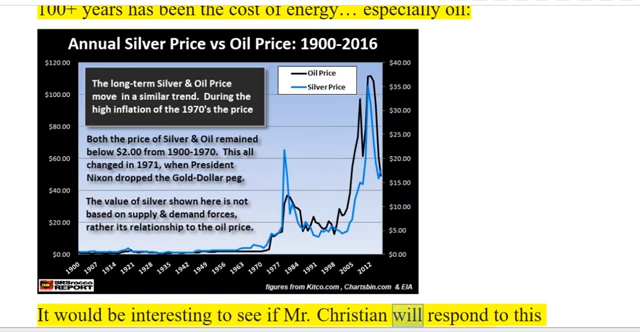 100+ years has been the cost of energy… especially oil:
Annual Silver Price vs Oil Price: 1900-2016
$120.00
$100.00
$80.00
$60.00
$40.00
$20.00
$0.00
$40.00
$35.00
$30.00
$25.00
$20.00
$15.00
$10.00
$5.00
$0.00
Oil Price
Silver Price
The long-term Silver & Oil Price
move in a similar trend. During the
high inflation of the 1970's the price
Both the price of Silver & Oil remained
below $2.00 from 1900-1970. This all
changed in 1971, when President
Nixon dropped the Gold-Dollar peg.
The value of silver shown here is not
based on supply & demand forces,
rather its relationship to the oil price.
1900 1907 1914 1921 1928 1935 1942 1949 1956 1963 1970 1977 1984 1991 1998 2005 2012
SRSrocco
REPORT
figures from Kitco.com , Chartsbin.com & EIA
It would be interesting to see if Mr. Christian will respond to this